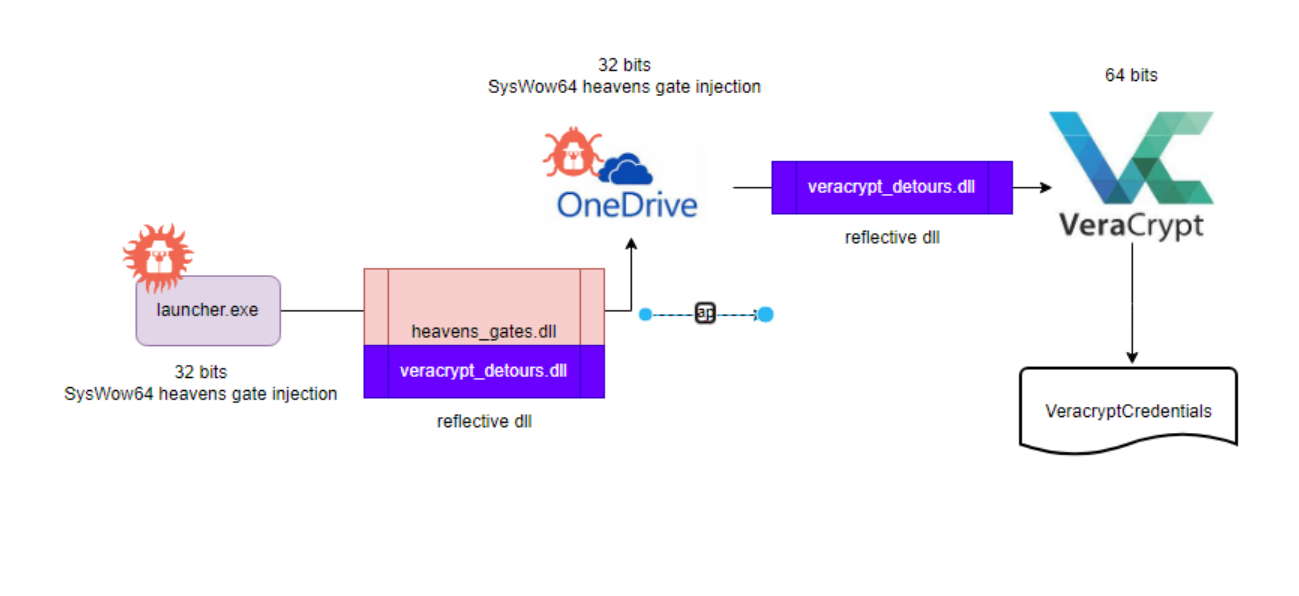 32 bits
SysWow64 heavens gate injection
64 bits
OneDrive
veracrypt_detours.dll
reflective dll
VeraCrypt
launcher.exe
32 bits
SysWow64 heavens gate injection
heavens_gates.dll
veracrypt_detours.dll
reflective dll
ap
VeracryptCredentials